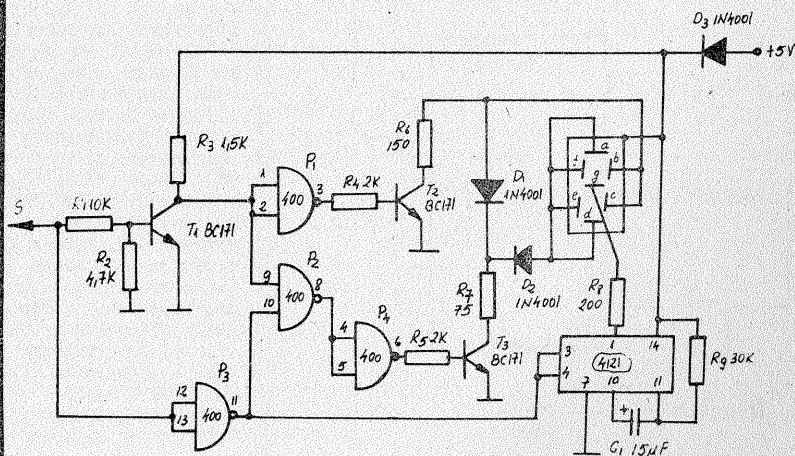 D3 1N4001
+5V
R3 1,5K
R6
150
P1
1
2
400
3
R4 2K
T2
BC171
D1
1N4001
a
f
b
g
e
c
d
S
R1 10K
T1 BC171
R2
4,7K
P2
9
10
400
8
P4
4
5
400
6
R5 2K
R7
75
D2
1N4001
T3
BC171
R8
200
P3
12
13
400
11
1
14
3
4
4121
7
10
11
R9 30K
+
C1 15µF